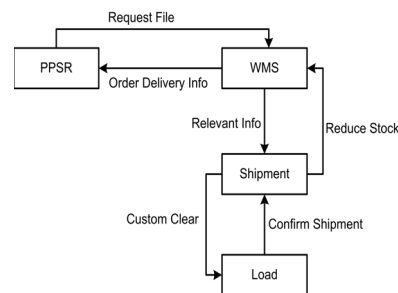 Request File
PPSR
WMS
Order Delivery Info
Relevant Info
Reduce Stock
Shipment
Custom Clear
Confirm Shipment
Load